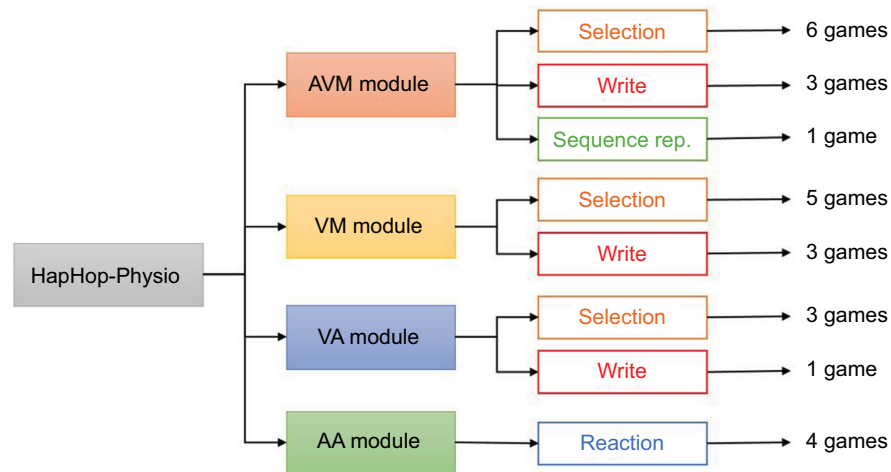 HapHop-Physio
AVM module
Selection
6 games
Write
3 games
Sequence rep.
1 game
VM module
Selection
5 games
Write
3 games
VA module
Selection
3 games
Write
1 game
AA module
Reaction
4 games